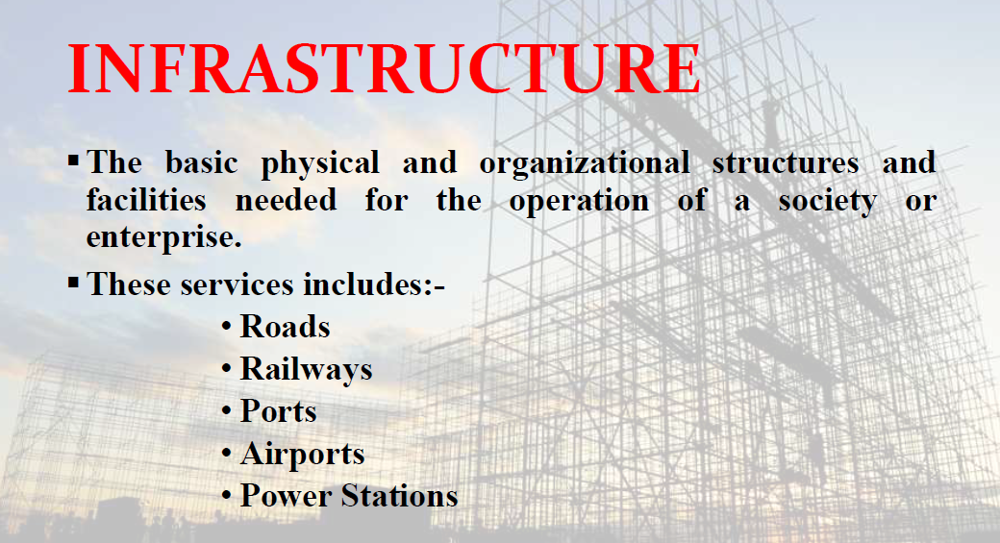 INFRASTRUCTURE
▪ The basic physical and organizational structures and
facilities needed for the operation of a society or
enterprise.
▪ These services includes:-
• Roads
• Railways
• Ports
• Airports
• Power Stations